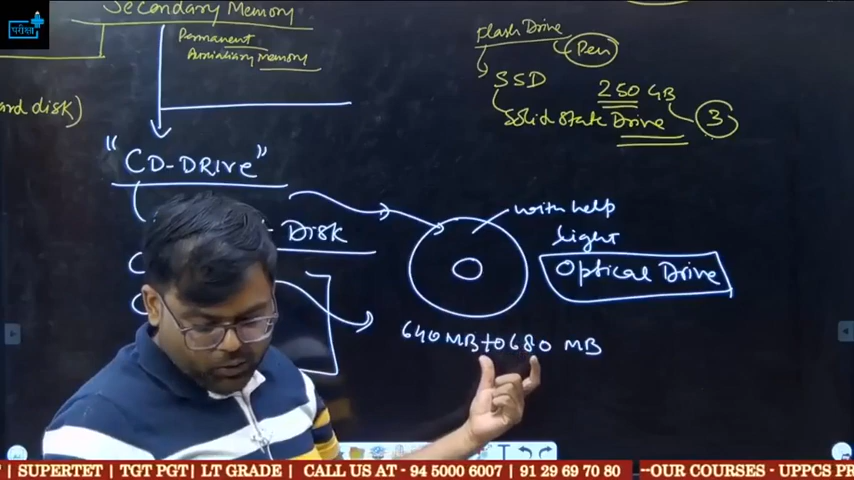 परीक्षा
Secondary Memory
Permanent
Auxiliary Memory
ard disk)
Flash Drive
Pen
SSD
250 GB
3
Solid State Drive
"CD-DRIVE"
Disk
with help
light
Optical Drive
640 MB to 680 MB
| SUPERTET | TGT PGT| LT GRADE | CALL US AT - 94 5000 6007 | 91 29 69 70 80 --OUR COURSES - UPPCS PR